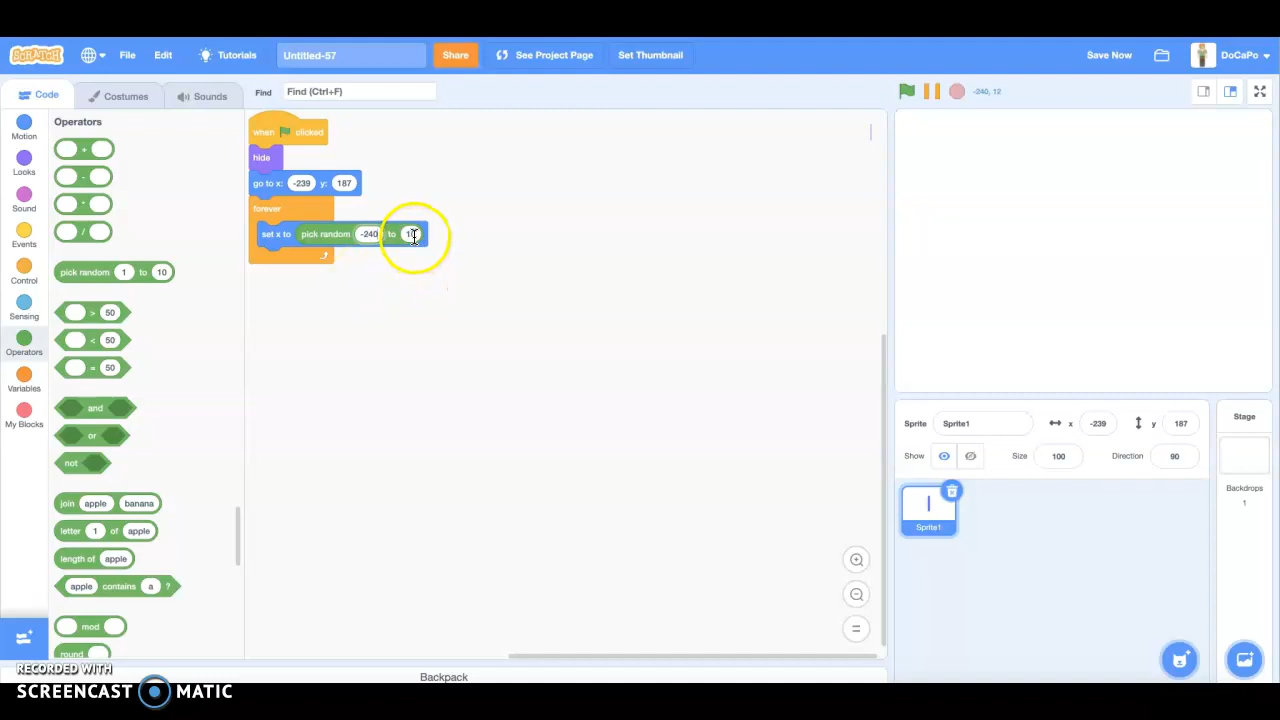 SCRATCH File Edit Tutorials Untitled-57 Share See Project Page Set Thumbnail Save Now DoCaPo
Code Costumes Sounds Find Find (Ctrl+F) -240, 12
Motion
Looks
Sound
Events
Control
Sensing
Operators
Variables
My Blocks
Operators
+
-
*
/
pick random 1 to 10
> 50
< 50
= 50
and
or
not
join apple banana
letter 1 of apple
length of apple
apple contains a ?
mod
round
when clicked
hide
go to x: -239 y: 187
forever
set x to pick random -240 to 10
Sprite Sprite1 x -239 y 187
Show Size 100 Direction 90
Sprite1
Stage
Backdrops
1
Backpack
RECORDED WITH
SCREENCAST MATIC